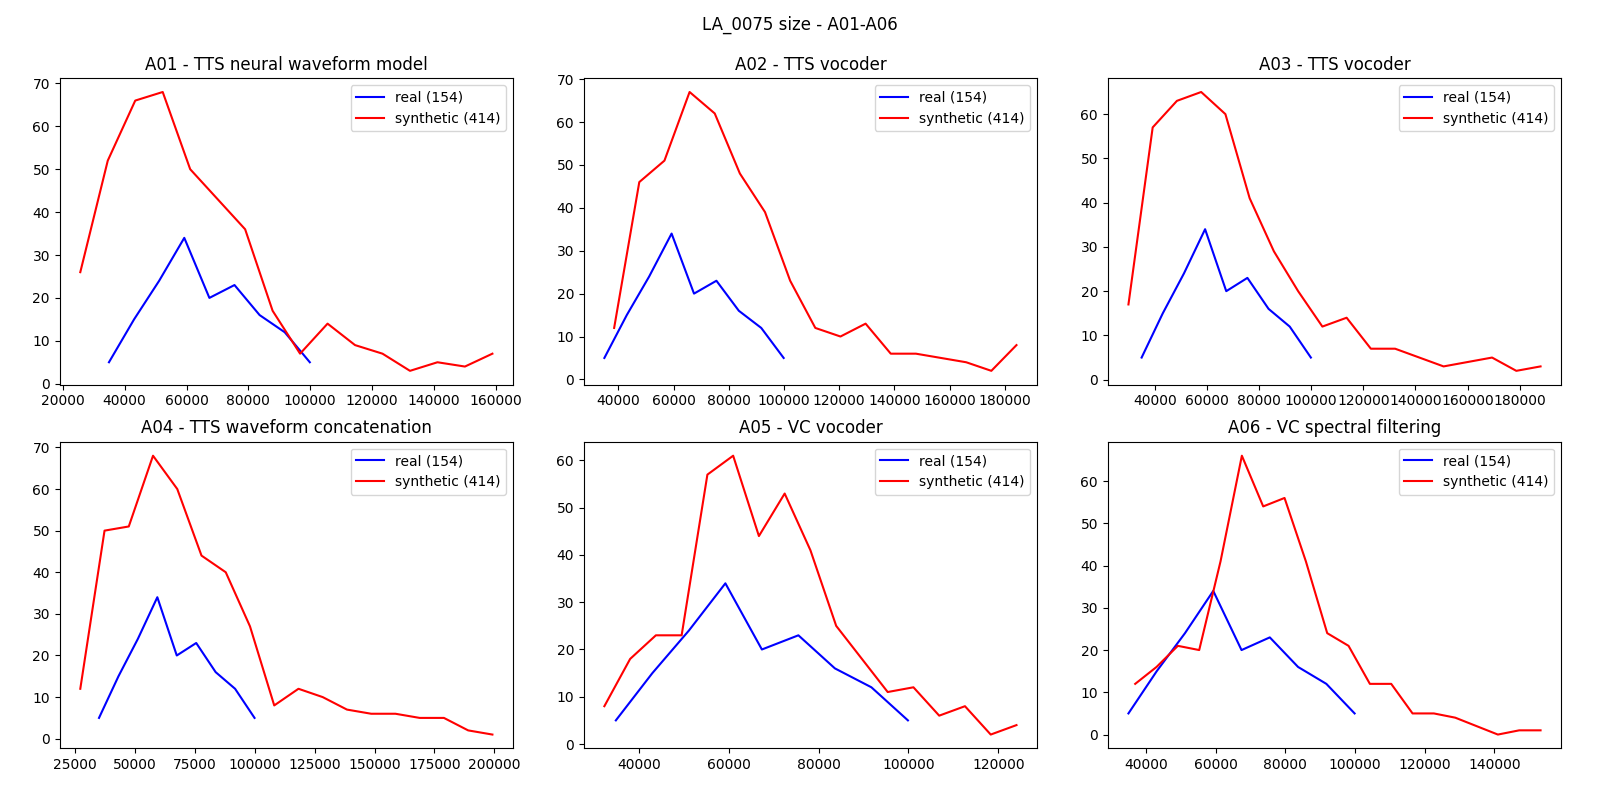 LA_0075 size - A01-A06
A01 - TTS neural waveform model
70
60
50
40
30
20
10
0
20000 40000 60000 80000 100000 120000 140000 160000
real (154)
synthetic (414)
A02 - TTS vocoder
70
60
50
40
30
20
10
0
40000 60000 80000 100000 120000 140000 160000 180000
real (154)
synthetic (414)
A03 - TTS vocoder
60
50
40
30
20
10
0
40000 60000 80000 100000 120000 140000 160000 180000
real (154)
synthetic (414)
A04 - TTS waveform concatenation
70
60
50
40
30
20
10
0
25000 50000 75000 100000 125000 150000 175000 200000
real (154)
synthetic (414)
A05 - VC vocoder
60
50
40
30
20
10
0
40000 60000 80000 100000 120000
real (154)
synthetic (414)
A06 - VC spectral filtering
60
50
40
30
20
10
0
40000 60000 80000 100000 120000 140000
real (154)
synthetic (414)